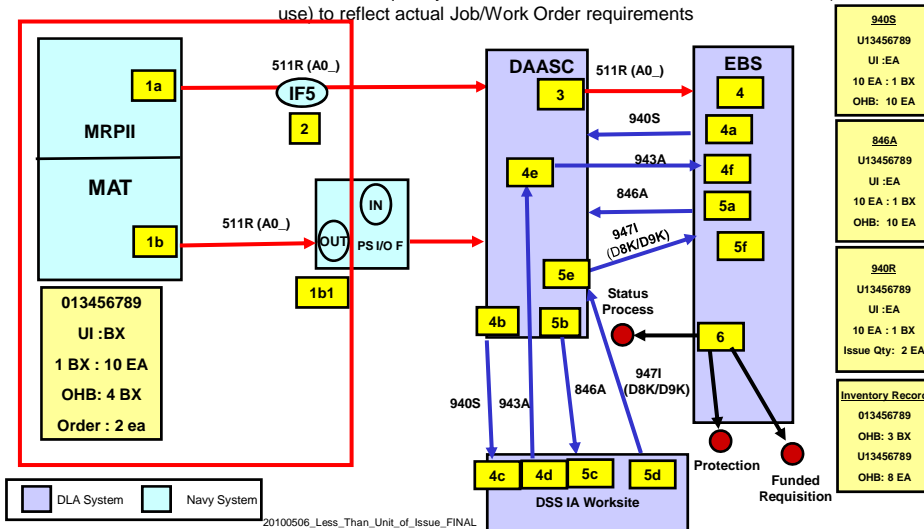 use) to reflect actual Job/Work Order requirements
940S
U13456789
UI :EA
10 EA : 1 BX
OHB: 10 EA
846A
U13456789
UI :EA
10 EA : 1 BX
OHB: 10 EA
940R
U13456789
UI :EA
10 EA : 1 BX
Issue Qty: 2 EA
Inventory Record
013456789
OHB: 3 BX
U13456789
OHB: 8 EA
1a
MRPII
MAT
1b
511R (A0_)
IF5
2
511R (A0_)
OUT
IN
PS I/O F
1b1
013456789
UI :BX
1 BX : 10 EA
OHB: 4 BX
Order : 2 ea
DAASC
3
4e
5e
4b
5b
511R (A0_)
940S
943A
846A
947I
(D8K/D9K)
EBS
4
4a
4f
5a
5f
6
Status
Process
940S
943A
846A
947I
(D8K/D9K)
Protection
Funded
Requisition
4c
4d
5c
5d
DSS IA Worksite
DLA System
Navy System
20100506_Less_Than_Unit_of_Issue_FINAL